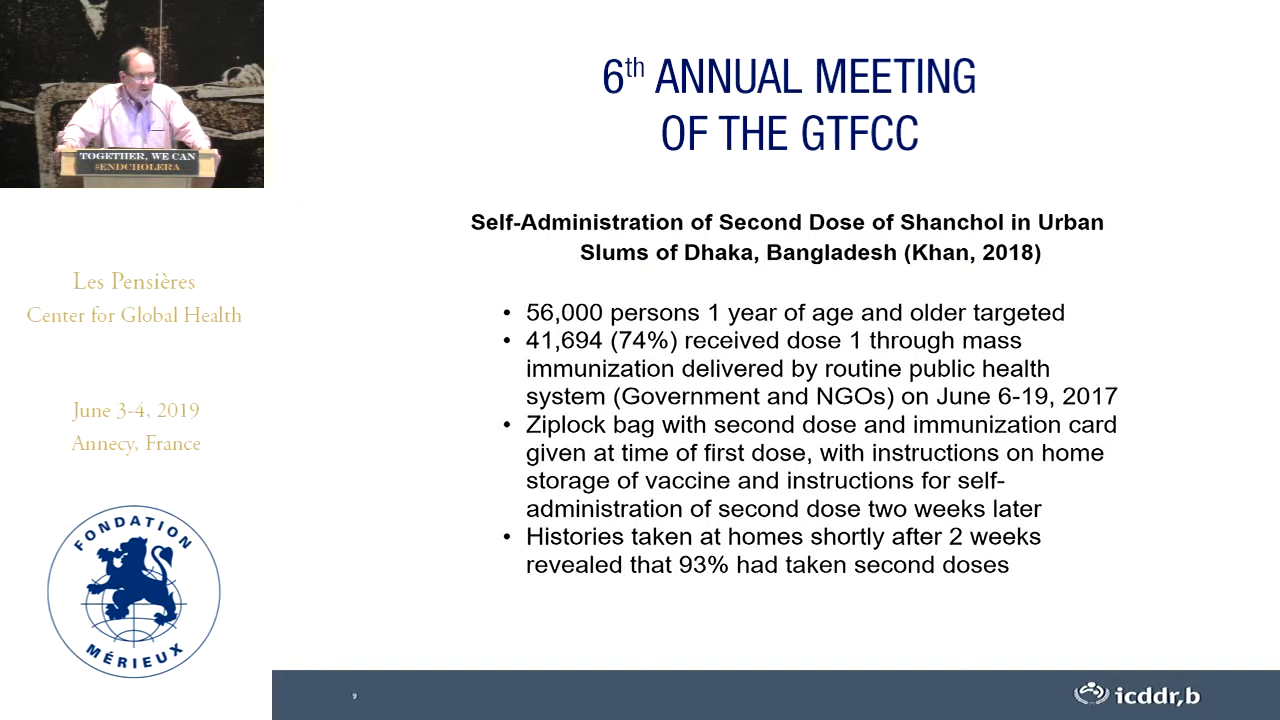 TOGETHER, WE CAN
#ENDCHOLERA
Les Pensières
Center for Global Health
June 3-4, 2019
Annecy, France
FONDATION
MÉRIEUX
6th ANNUAL MEETING
OF THE GTFCC
Self-Administration of Second Dose of Shanchol in Urban
Slums of Dhaka, Bangladesh (Khan, 2018)
• 56,000 persons 1 year of age and older targeted
• 41,694 (74%) received dose 1 through mass
immunization delivered by routine public health
system (Government and NGOs) on June 6-19, 2017
• Ziplock bag with second dose and immunization card
given at time of first dose, with instructions on home
storage of vaccine and instructions for self-
administration of second dose two weeks later
• Histories taken at homes shortly after 2 weeks
revealed that 93% had taken second doses
9
icddr,b